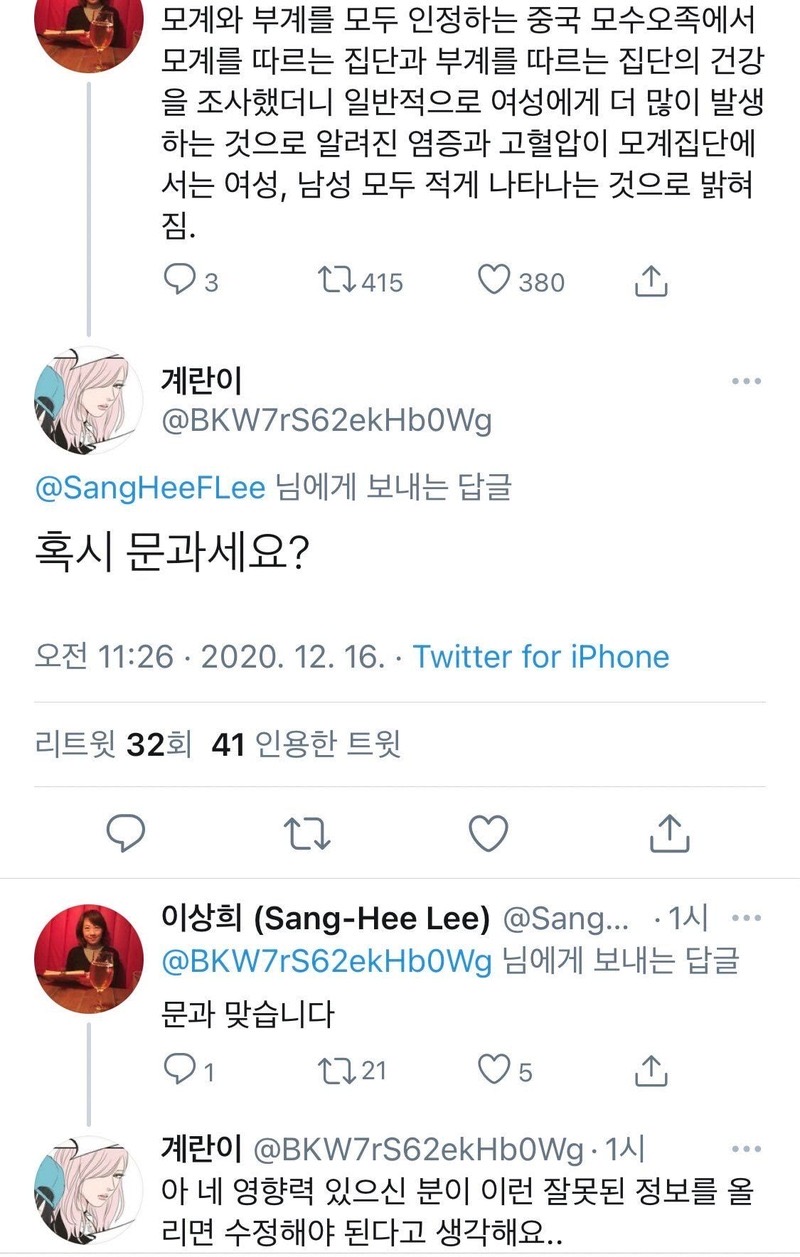 모계와 부계를 모두 인정하는 중국 모수오족에서
모계를 따르는 집단과 부계를 따르는 집단의 건강
을 조사했더니 일반적으로 여성에게 더 많이 발생
하는 것으로 알려진 염증과 고혈압이 모계집단에
서는 여성, 남성 모두 적게 나타나는 것으로 밝혀
짐.
3 415 380
계란이
@BKW7rS62ekHb0Wg
@SangHeeFLee 님에게 보내는 답글
혹시 문과세요?
오전 11:26 · 2020. 12. 16. · Twitter for iPhone
리트윗 32회 41 인용한 트윗
이상희 (Sang-Hee Lee) @Sang... · 1시
@BKW7rS62ekHb0Wg 님에게 보내는 답글
문과 맞습니다
1 21 5
계란이 @BKW7rS62ekHb0Wg · 1시
아 네 영향력 있으신 분이 이런 잘못된 정보를 올
리면 수정해야 된다고 생각해요..